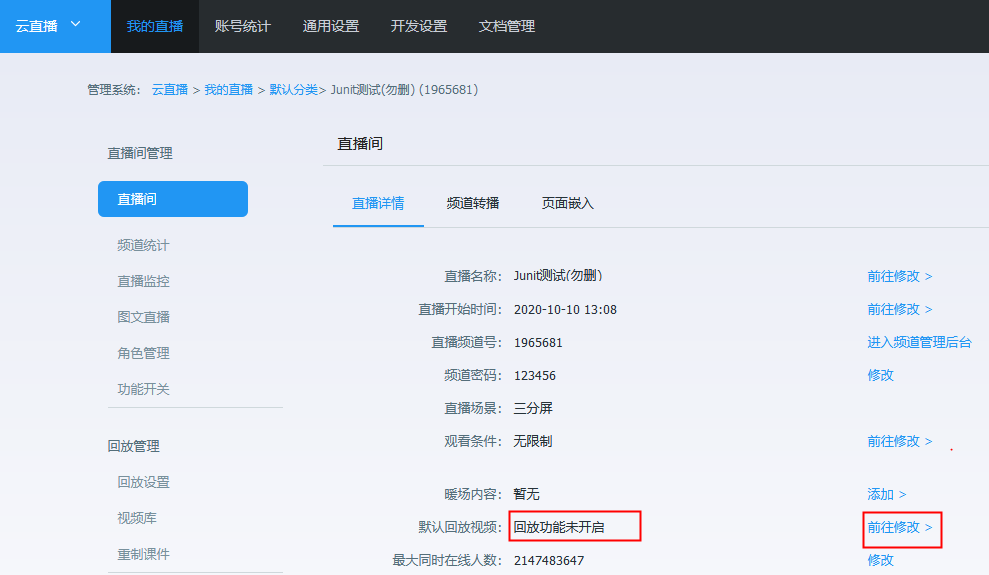 云直播 我的直播 账号统计 通用设置 开发设置 文档管理
管理系统： 云直播 > 我的直播 > 默认分类> Junit测试(勿删) (1965681)
直播间管理
直播间
频道统计
直播监控
图文直播
角色管理
功能开关
回放管理
回放设置
视频库
重制课件
直播间
直播详情 频道转播 页面嵌入
直播名称： Junit测试(勿删) 前往修改 >
直播开始时间： 2020-10-10 13:08 前往修改 >
直播频道号： 1965681 进入频道管理后台
频道密码： 123456 修改
直播场景： 三分屏
观看条件： 无限制 前往修改 >
暖场内容： 暂无 添加 >
默认回放视频: 回放功能未开启 前往修改 >
最大同时在线人数： 2147483647 修改